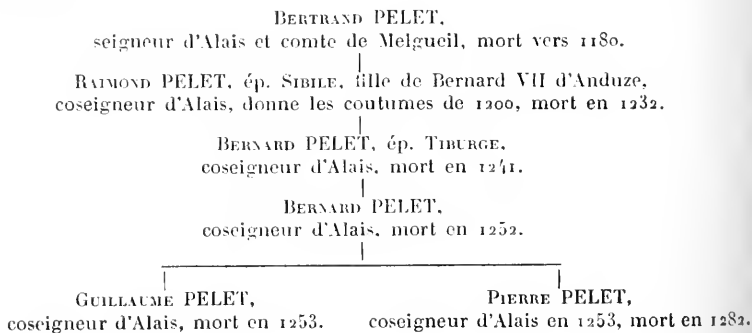 BERTRAND PELET,
seigneur d'Alais et comte de Melgueil, mort vers 1180.
RAIMOND PELET, ép. SIBILE, fille de Bernard VII d'Anduze,
coseigneur d'Alais, donne les coutumes de 1200, mort en 1232.
BERNARD PELET, ép. TIBURGE,
coseigneur d'Alais, mort en 1241.
BERNARD PELET,
coseigneur d'Alais, mort en 1252.
GUILLAUME PELET,
coseigneur d'Alais, mort en 1253.
PIERRE PELET,
coseigneur d'Alais en 1253, mort en 1282.